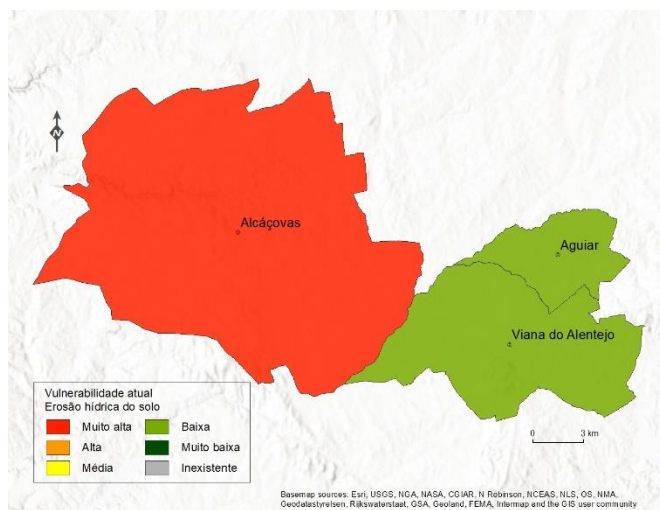 N
Alcáçovas
Aguiar
Viana do Alentejo
Vulnerabilidade atual
Erosão hídrica do solo
Muito alta
Baixa
Alta
Muito baixa
Média
Inexistente
0 3 km
Basemap sources: Esri, USGS, NGA, NASA, CGIAR, N Robinson, NCEAS, NLS, OS, NMA,
Geodatastyrelsen, Rijkswaterstaat, GSA, Geoland, FEMA, Intermap and the GIS user community